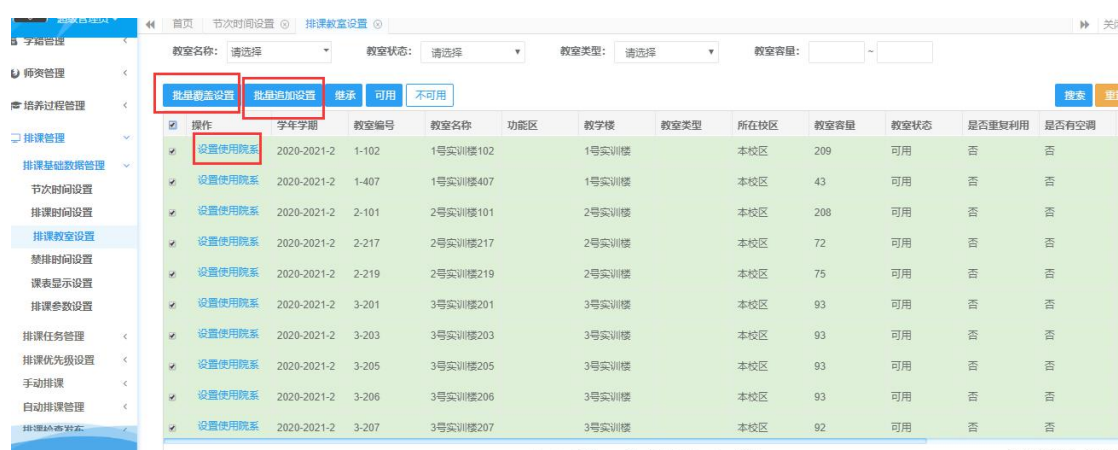 超级管理员
首页 节次时间设置 排课教室设置
学籍管理
师资管理
培养过程管理
排课管理
排课基础数据管理
节次时间设置
排课时间设置
排课教室设置
禁排时间设置
课表显示设置
排课参数设置
排课任务管理
排课优先级设置
手动排课
自动排课管理
排课检查发布
教室名称: 请选择 教室状态: 请选择 教室类型: 请选择 教室容量: ~
批量覆盖设置 批量追加设置 继承 可用 不可用 搜索
操作 学年学期 教室编号 教室名称 功能区 教学楼 教室类型 所在校区 教室容量 教室状态 是否重复利用 是否有空调
设置使用院系 2020-2021-2 1-102 1号实训楼102 1号实训楼 本校区 209 可用 否 否
设置使用院系 2020-2021-2 1-407 1号实训楼407 1号实训楼 本校区 43 可用 否 否
设置使用院系 2020-2021-2 2-101 2号实训楼101 2号实训楼 本校区 208 可用 否 否
设置使用院系 2020-2021-2 2-217 2号实训楼217 2号实训楼 本校区 72 可用 否 否
设置使用院系 2020-2021-2 2-219 2号实训楼219 2号实训楼 本校区 75 可用 否 否
设置使用院系 2020-2021-2 3-201 3号实训楼201 3号实训楼 本校区 93 可用 否 否
设置使用院系 2020-2021-2 3-203 3号实训楼203 3号实训楼 本校区 93 可用 否 否
设置使用院系 2020-2021-2 3-205 3号实训楼205 3号实训楼 本校区 93 可用 否 否
设置使用院系 2020-2021-2 3-206 3号实训楼206 3号实训楼 本校区 93 可用 否 否
设置使用院系 2020-2021-2 3-207 3号实训楼207 3号实训楼 本校区 92 可用 否 否